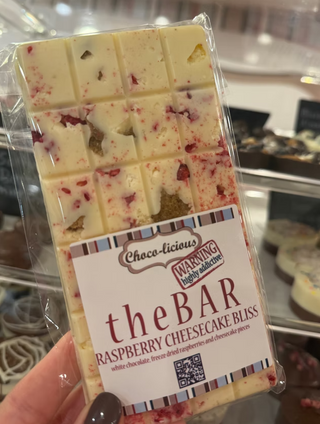 Choco-licious
WARNING
highly addictive
theBAR
RASPBERRY CHEESECAKE BLISS
white chocolate, freeze dried raspberries and cheesecake pieces